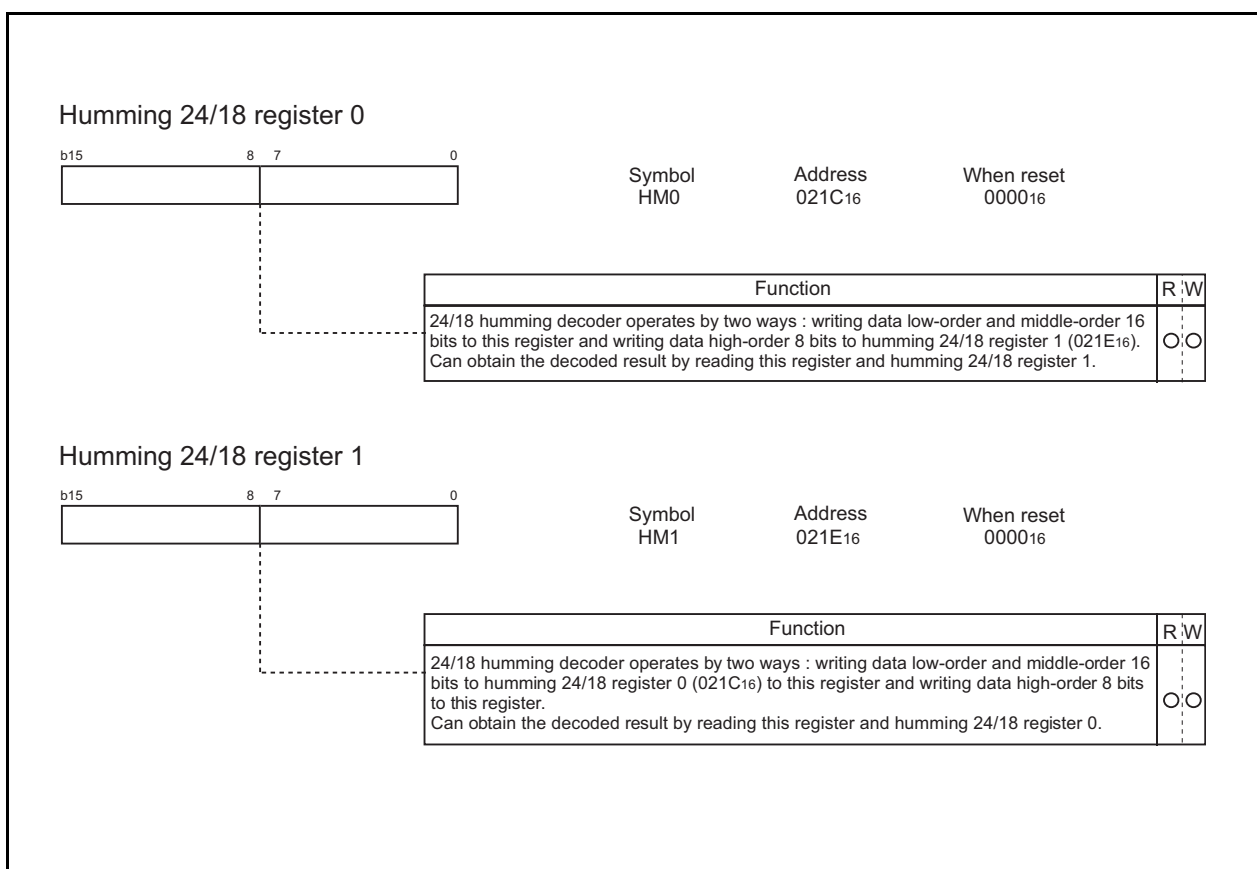 Humming 24/18 register 0
b15 8 7 0
Symbol Address When reset
HM0 021C16 000016
Function R W
24/18 humming decoder operates by two ways : writing data low-order and middle-order 16
bits to this register and writing data high-order 8 bits to humming 24/18 register 1 (021E16).
Can obtain the decoded result by reading this register and humming 24/18 register 1.
Humming 24/18 register 1
b15 8 7 0
Symbol Address When reset
HM1 021E16 000016
Function R W
24/18 humming decoder operates by two ways : writing data low-order and middle-order 16
bits to humming 24/18 register 0 (021C16) to this register and writing data high-order 8 bits
to this register.
Can obtain the decoded result by reading this register and humming 24/18 register 0.